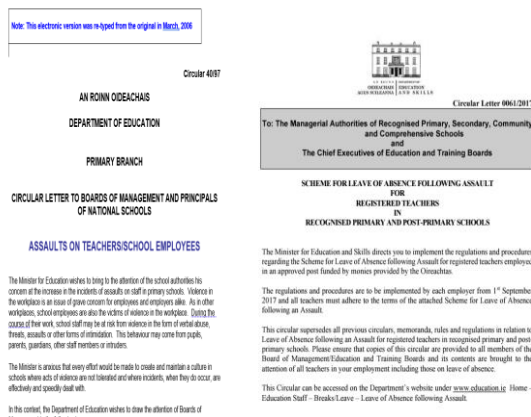 Note: This electronic version was re-typed from the original in March, 2006
Circular 40/97
AN ROINN OIDEACHAIS
DEPARTMENT OF EDUCATION
PRIMARY BRANCH
CIRCULAR LETTER TO BOARDS OF MANAGEMENT AND PRINCIPALS
OF NATIONAL SCHOOLS
ASSAULTS ON TEACHERS/SCHOOL EMPLOYEES
The Minister for Education wishes to bring to the attention of the school authorities his
concern at the increase in the incidents of assaults on staff in primary schools. Violence in
the workplace is an issue of grave concern for employees and employers alike. As in other
workplaces, school employees are also the victims of violence in the workplace. During the
course of their work, school staff may be at risk from violence in the form of verbal abuse,
threats, assaults or other forms of intimidation. This behaviour may come from pupils,
parents, guardians, other staff members or intruders.
The Minister is anxious that every effort would be made to create and maintain a culture in
schools where acts of violence are not tolerated and where incidents, when they do occur, are
effectively and speedily dealt with.
In this context, the Department of Education wishes to draw the attention of Boards of
OIDEACHAIS EDUCATION
AGUS SCILEANNA AND SKILLS
Circular Letter 0061/2017
To: The Managerial Authorities of Recognised Primary, Secondary, Community
and Comprehensive Schools
and
The Chief Executives of Education and Training Boards
SCHEME FOR LEAVE OF ABSENCE FOLLOWING ASSAULT
FOR
REGISTERED TEACHERS
IN
RECOGNISED PRIMARY AND POST-PRIMARY SCHOOLS
The Minister for Education and Skills directs you to implement the regulations and procedures
regarding the Scheme for Leave of Absence following Assault for registered teachers employed
in an approved post funded by monies provided by the Oireachtas.
The regulations and procedures are to be implemented by each employer from 1st September
2017 and all teachers must adhere to the terms of the attached Scheme for Leave of Absence
following an Assault.
This circular supersedes all previous circulars, memoranda, rules and regulations in relation to
Leave of Absence following an Assault for registered teachers in recognised primary and post-
primary schools. Please ensure that copies of this circular are provided to all members of the
Board of Management/Education and Training Boards and its contents are brought to the
attention of all teachers in your employment including those on leave of absence.
This Circular can be accessed on the Department's website under www.education.ie Home –
Education Staff – Breaks/Leave – Leave of Absence following Assault.